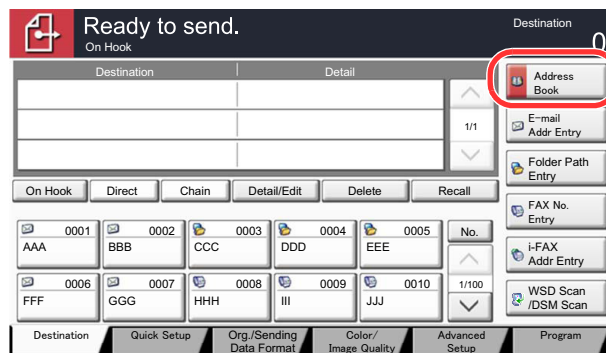 Ready to send.
On Hook
Destination
0
Destination
Detail
1/1
On Hook
Direct
Chain
Detail/Edit
Delete
Recall
0001
AAA
0002
BBB
0003
CCC
0004
DDD
0005
EEE
No.
0006
FFF
0007
GGG
0008
HHH
0009
III
0010
JJJ
1/100
Address
Book
E-mail
Addr Entry
Folder Path
Entry
FAX No.
Entry
i-FAX
Addr Entry
WSD Scan
/DSM Scan
Destination
Quick Setup
Org./Sending
Data Format
Color/
Image Quality
Advanced
Setup
Program